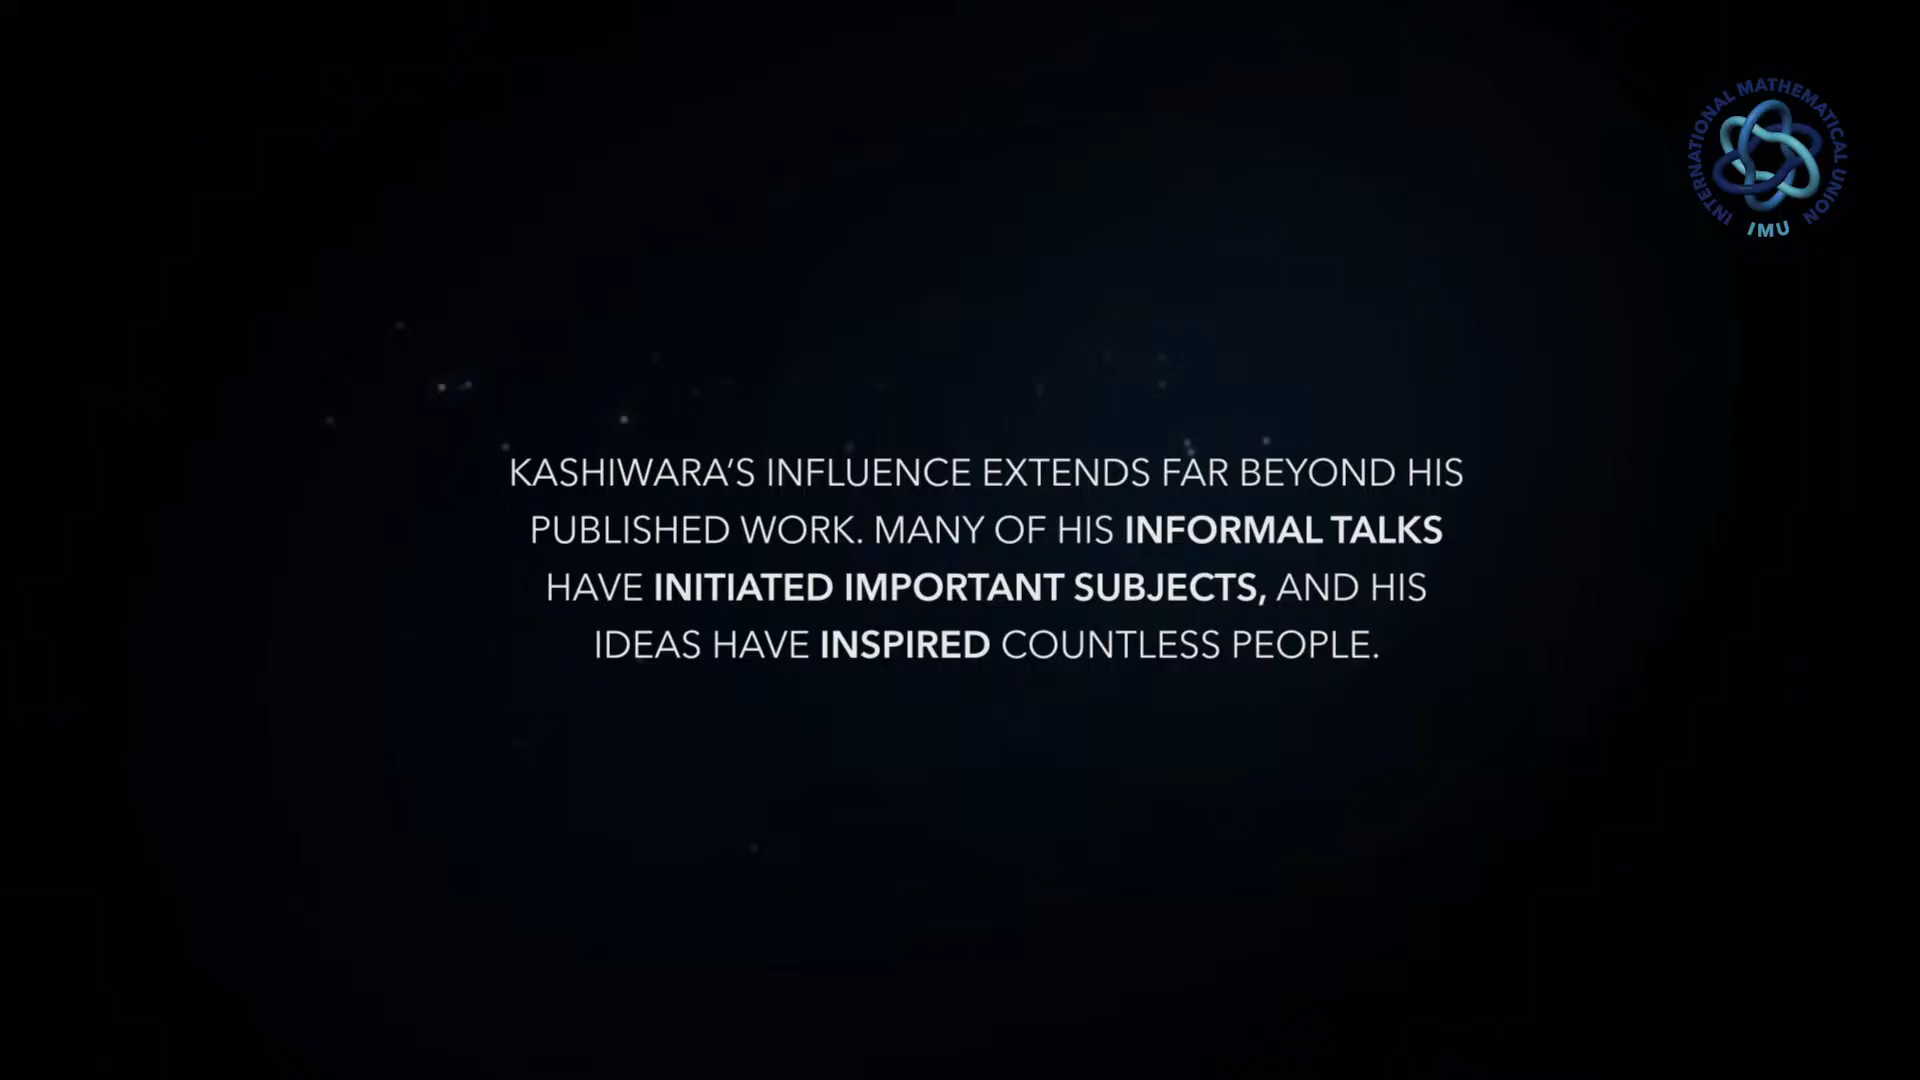 INTERNATIONAL MATHEMATICAL UNION
IMU
KASHIWARA’S INFLUENCE EXTENDS FAR BEYOND HIS
PUBLISHED WORK. MANY OF HIS INFORMAL TALKS
HAVE INITIATED IMPORTANT SUBJECTS, AND HIS
IDEAS HAVE INSPIRED COUNTLESS PEOPLE.